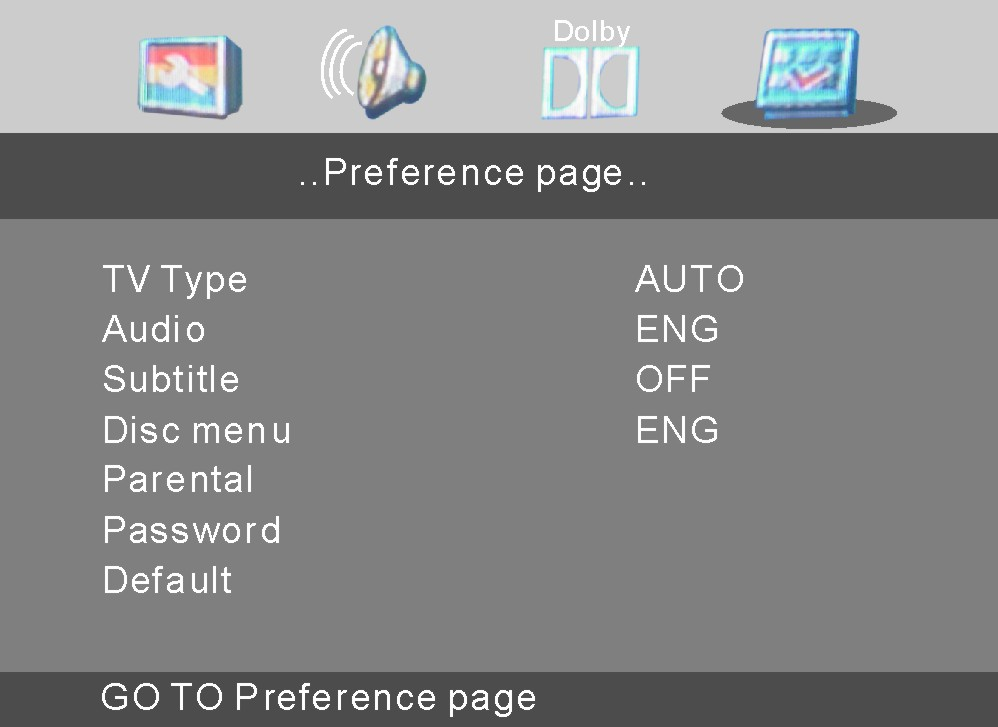 Dolby
..Preference page..
TV Type AUTO
Audio ENG
Subtitle OFF
Disc menu ENG
Parental
Password
Default
GO TO Preference page